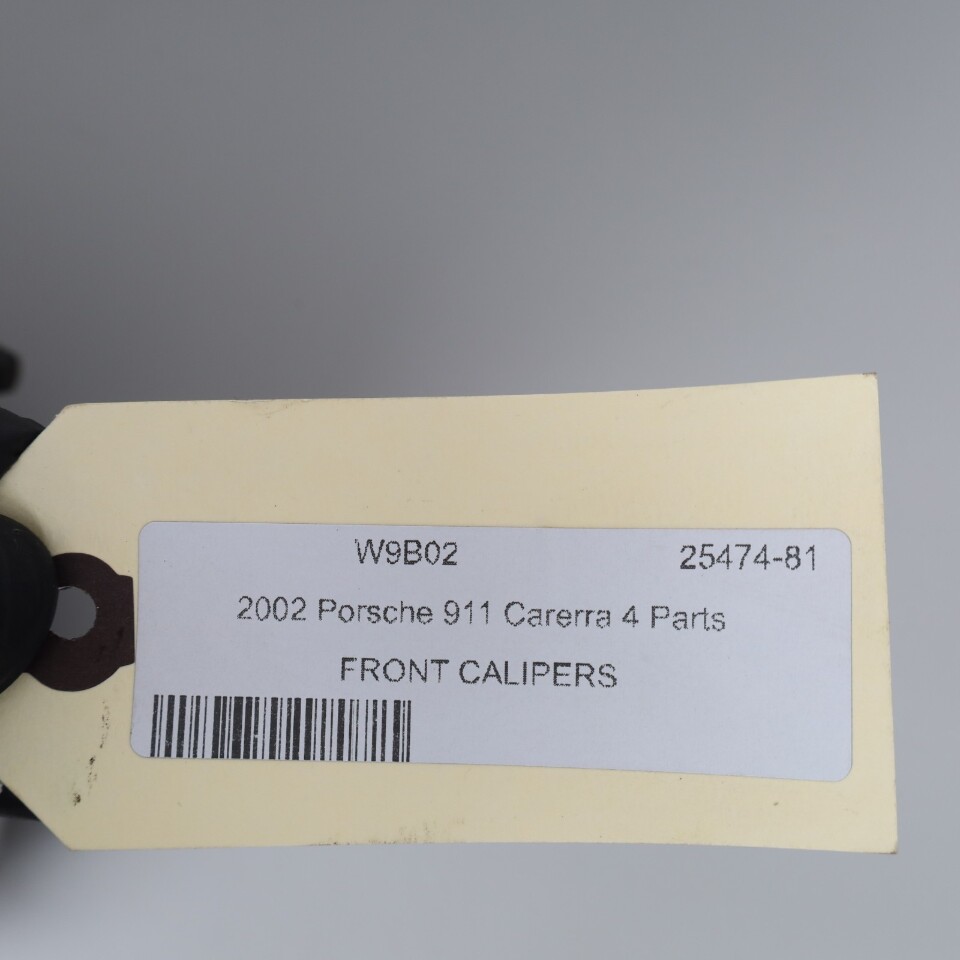 W9B02 25474-81
2002 Porsche 911 Carerra 4 Parts
FRONT CALIPERS